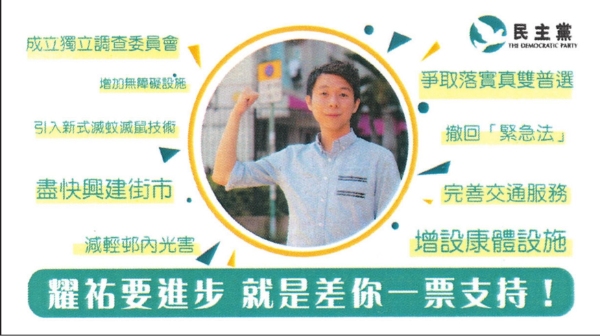 民主黨
THE DEMOCRATIC PARTY
成立獨立調查委員會
增加無障礙設施
引入新式滅蚊滅鼠技術
盡快興建街市
減輕邨內光害
爭取落實真雙普選
撤回「緊急法」
完善交通服務
增設康體設施
耀祐要進步 就是差你一票支持！